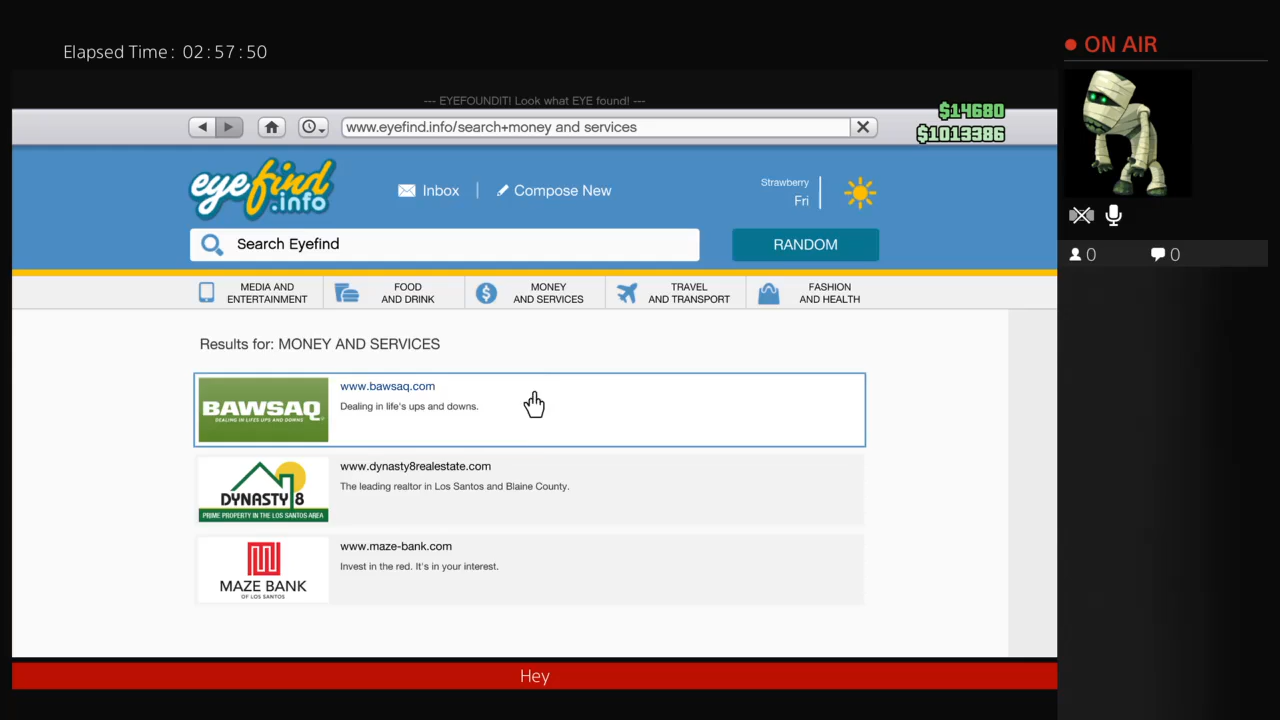 Elapsed Time: 02:57:50
ON AIR
--- EYEFOUNDIT! Look what EYE found! ---
www.eyefind.info/search+money and services
$14680
$1013386
eyefind.info
Inbox
Compose New
Strawberry
Fri
Search Eyefind
RANDOM
0
0
MEDIA AND ENTERTAINMENT
FOOD AND DRINK
MONEY AND SERVICES
TRAVEL AND TRANSPORT
FASHION AND HEALTH
Results for: MONEY AND SERVICES
BAWSAQ
DEALING IN LIFE'S UPS AND DOWNS.
www.bawsaq.com
Dealing in life's ups and downs.
DYNASTY 8
PRIME PROPERTY IN THE LOS SANTOS AREA
www.dynasty8realestate.com
The leading realtor in Los Santos and Blaine County.
MAZE BANK
OF LOS SANTOS
www.maze-bank.com
Invest in the red. It's in your interest.
Hey